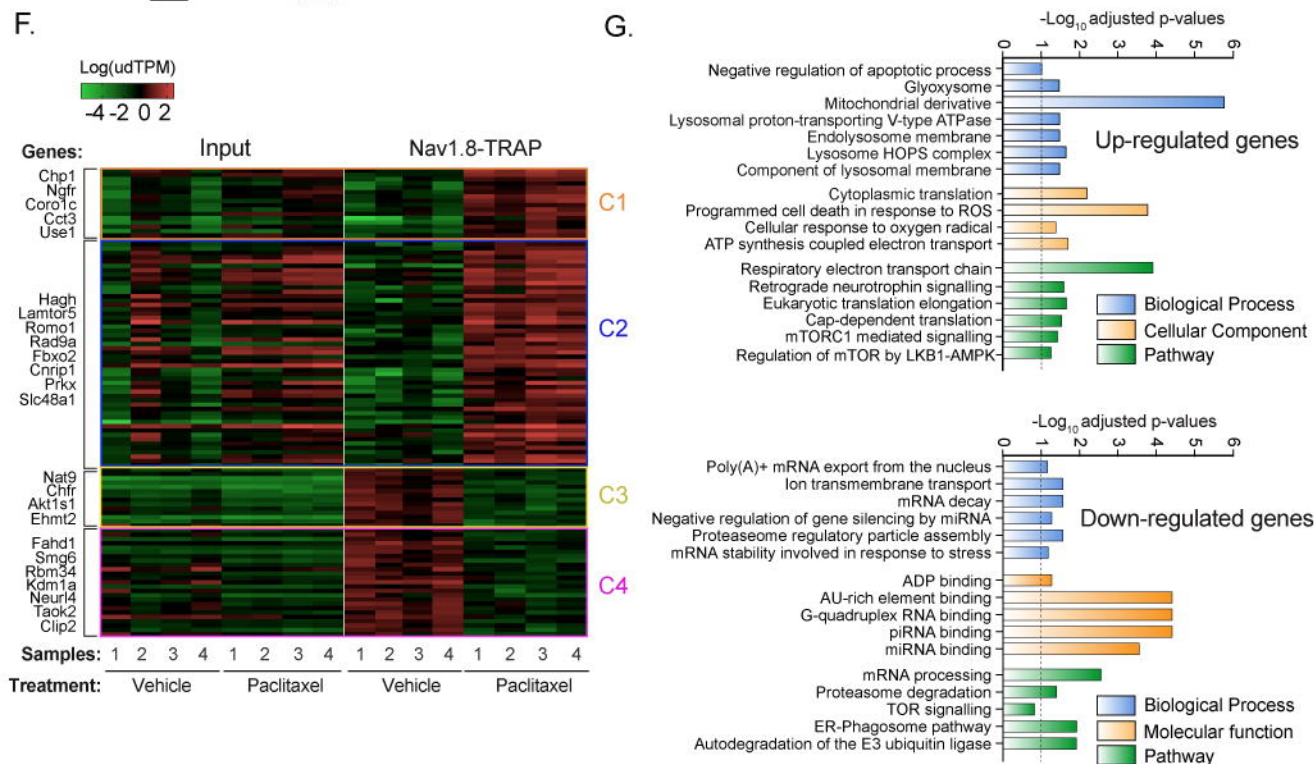 F.
Log(udTPM)
-4 -2 0 2
Genes:
Input
Nav1.8-TRAP
Chp1
Ngfr
Coro1c
Cct3
Use1
C1
Hagh
Lamtor5
Romo1
Rad9a
Fbxo2
Cnrip1
Prkx
Slc48a1
C2
Nat9
Chfr
Akt1s1
Ehmt2
C3
Fahd1
Smg6
Rbm34
Kdm1a
Neurl4
Taok2
Clip2
C4
Samples: 1 2 3 4 1 2 3 4 1 2 3 4 1 2 3 4
Treatment: Vehicle Paclitaxel Vehicle Paclitaxel
G.
-Log10 adjusted p-values
0 1 2 3 4 5 6
Negative regulation of apoptotic process
Glyoxysome
Mitochondrial derivative
Lysosomal proton-transporting V-type ATPase
Endolysosome membrane
Lysosome HOPS complex
Component of lysosomal membrane
Up-regulated genes
Cytoplasmic translation
Programmed cell death in response to ROS
Cellular response to oxygen radical
ATP synthesis coupled electron transport
Respiratory electron transport chain
Retrograde neurotrophin signalling
Eukaryotic translation elongation
Cap-dependent translation
mTORC1 mediated signalling
Regulation of mTOR by LKB1-AMPK
Biological Process
Cellular Component
Pathway
-Log10 adjusted p-values
0 1 2 3 4 5 6
Poly(A)+ mRNA export from the nucleus
Ion transmembrane transport
mRNA decay
Negative regulation of gene silencing by miRNA
Proteaseome regulatory particle assembly
mRNA stability involved in response to stress
Down-regulated genes
ADP binding
AU-rich element binding
G-quadruplex RNA binding
piRNA binding
miRNA binding
mRNA processing
Proteasome degradation
TOR signalling
ER-Phagosome pathway
Autodegradation of the E3 ubiquitin ligase
Biological Process
Molecular function
Pathway